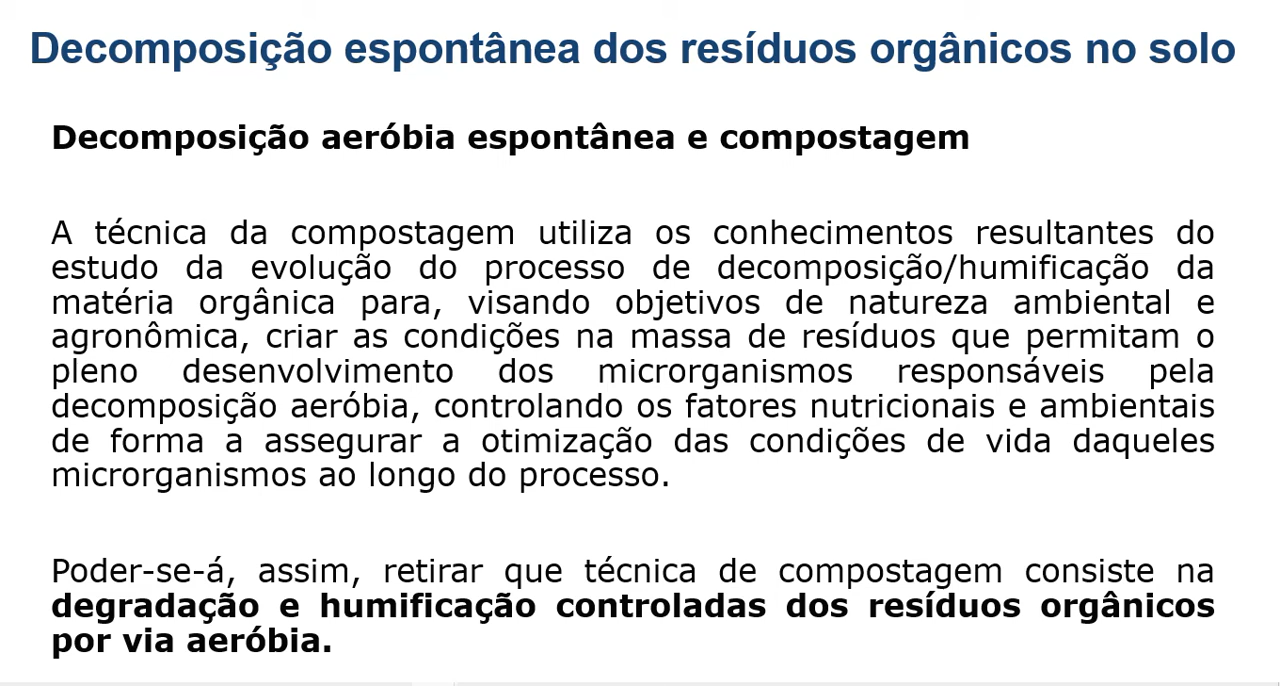 Decomposição espontânea dos resíduos orgânicos no solo
Decomposição aeróbia espontânea e compostagem
A técnica da compostagem utiliza os conhecimentos resultantes do
estudo da evolução do processo de decomposição/humificação da
matéria orgânica para, visando objetivos de natureza ambiental e
agronômica, criar as condições na massa de resíduos que permitam o
pleno desenvolvimento dos microrganismos responsáveis pela
decomposição aeróbia, controlando os fatores nutricionais e ambientais
de forma a assegurar a otimização das condições de vida daqueles
microrganismos ao longo do processo.
Poder-se-á, assim, retirar que técnica de compostagem consiste na
degradação e humificação controladas dos resíduos orgânicos
por via aeróbia.